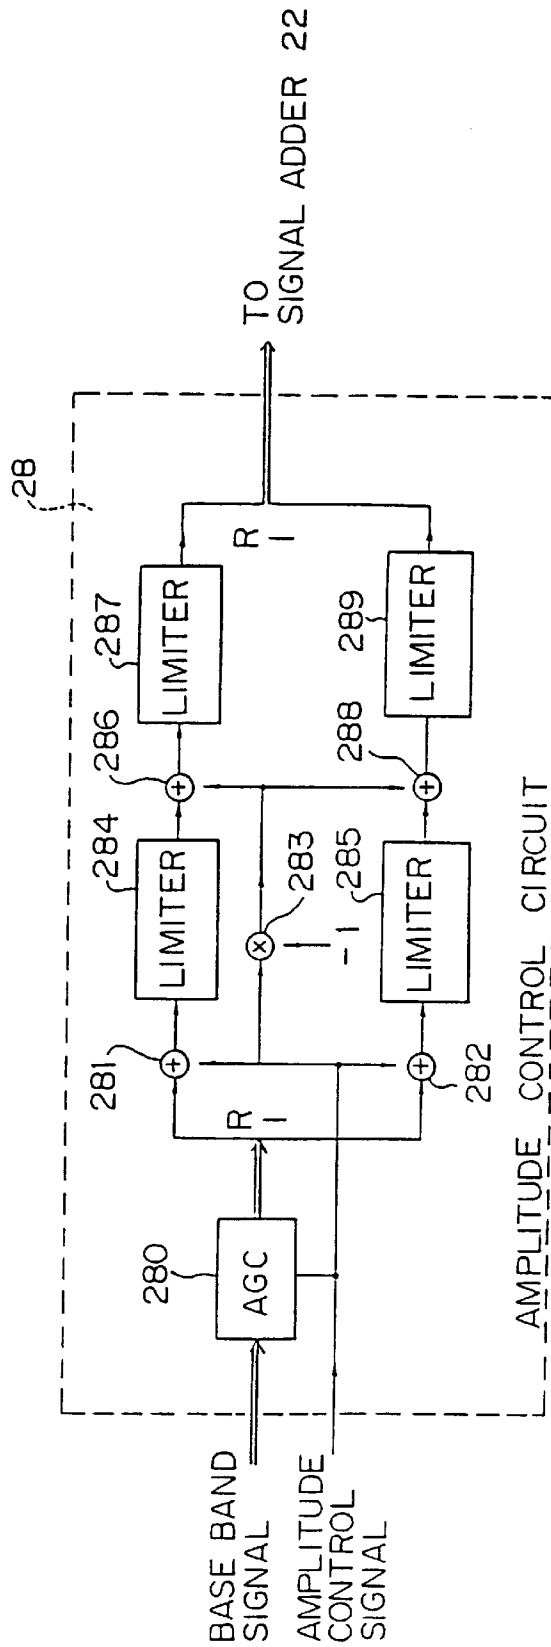 28
BASE BAND
SIGNAL
AMPLITUDE
CONTROL
SIGNAL
280
AGC
R
I
281
282
284
LIMITER
283
-1
285
LIMITER
286
288
287
LIMITER
289
LIMITER
R
I
TO
SIGNAL ADDER 22
AMPLITUDE CONTROL CIRCUIT